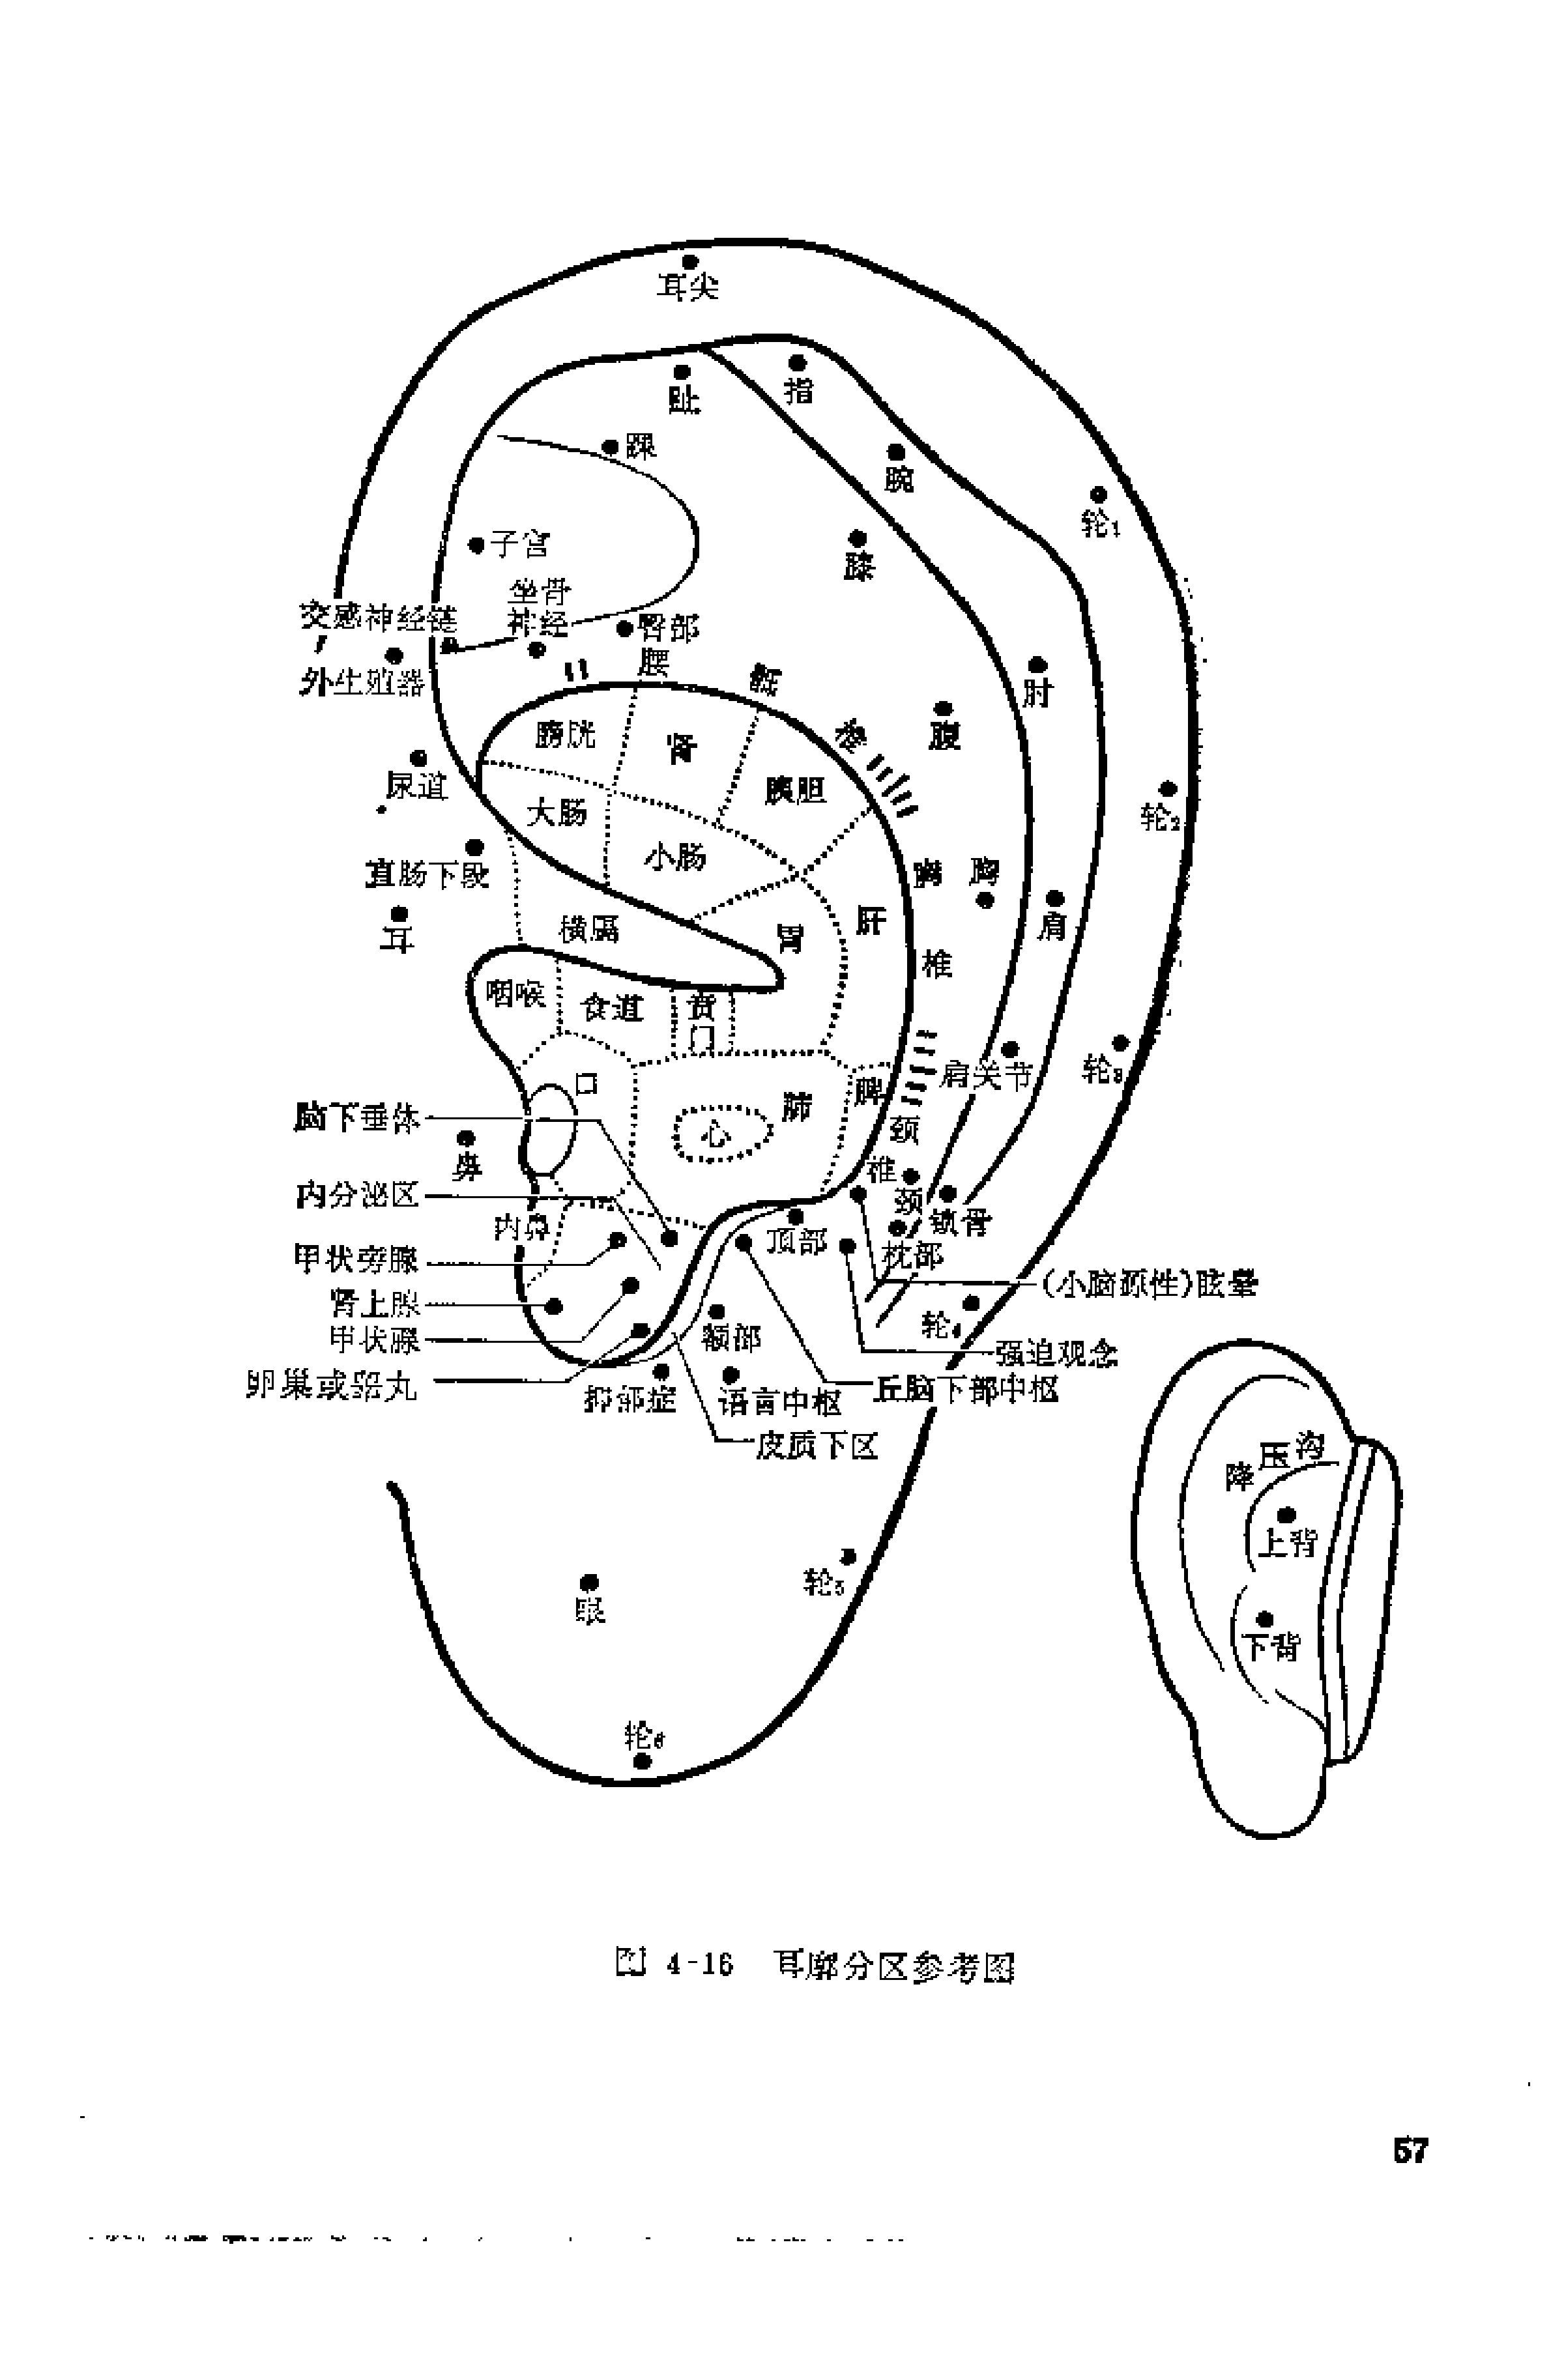 耳尖
趾
指
踝
腕
轮1
子宫
膝
坐骨
神经
交感神经链
臀部
外生殖器
腰
骶
椎
肘
腹
膀胱
肾
胰胆
尿道
大肠
轮2
小肠
直肠下段
胸
胸
肩
耳
横膈
胃
肝
椎
咽喉
食道
贲
门
肩关节
轮3
口
肺
脾
脑下垂体
心
颈
鼻
椎
内分泌区
颈
锁骨
内鼻
顶部
枕部
甲状旁腺
(小脑源性)眩晕
肾上腺
轮4
甲状腺
额部
强迫观念
卵巢或睾丸
抑郁症
语言中枢
丘脑下部中枢
皮质下区
降压沟
上背
轮5
眼
下背
轮6
图 4-16 耳廓分区参考图
57